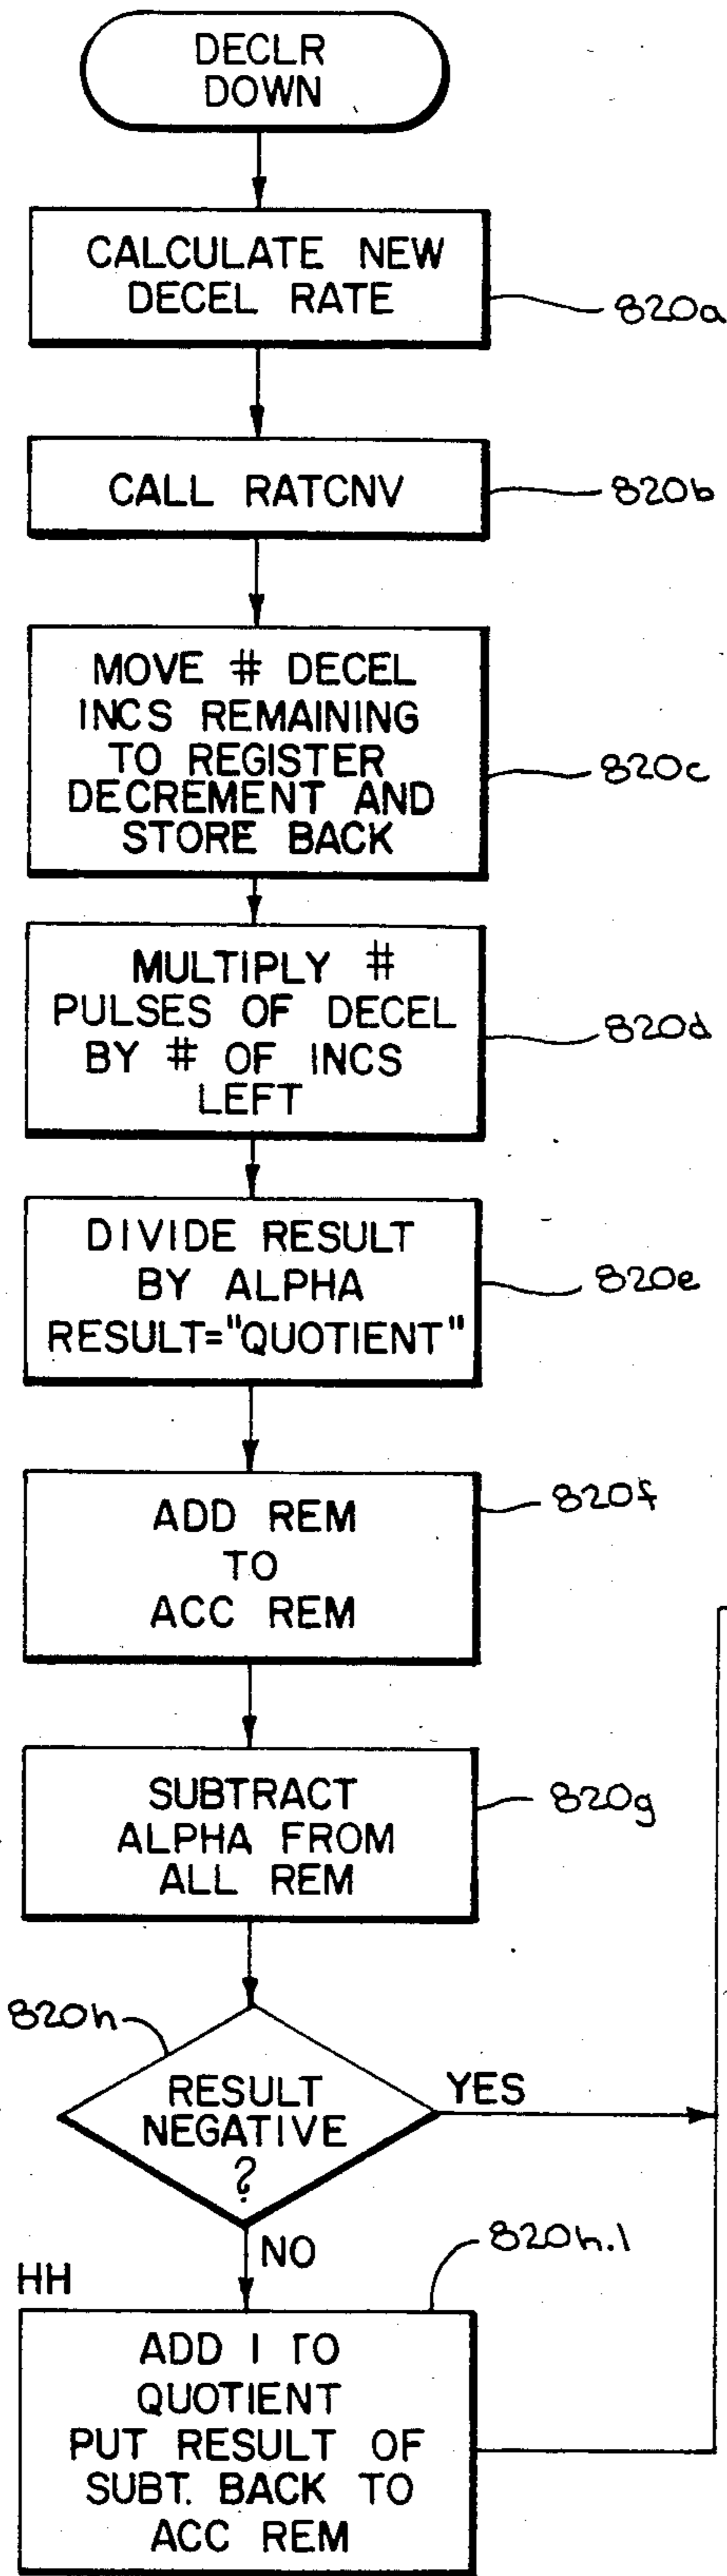 DECLR
DOWN
CALCULATE NEW
DECEL RATE
820a
CALL RATCNV
820b
MOVE # DECEL
INCS REMAINING
TO REGISTER
DECREMENT AND
STORE BACK
820c
MULTIPLY #
PULSES OF DECEL
BY # OF INCS
LEFT
820d
DIVIDE RESULT
BY ALPHA
RESULT="QUOTIENT"
820e
ADD REM
TO
ACC REM
820f
SUBTRACT
ALPHA FROM
ALL REM
820g
820h
RESULT
NEGATIVE
?
YES
NO
HH
820h.1
ADD 1 TO
QUOTIENT
PUT RESULT OF
SUBT. BACK TO
ACC REM